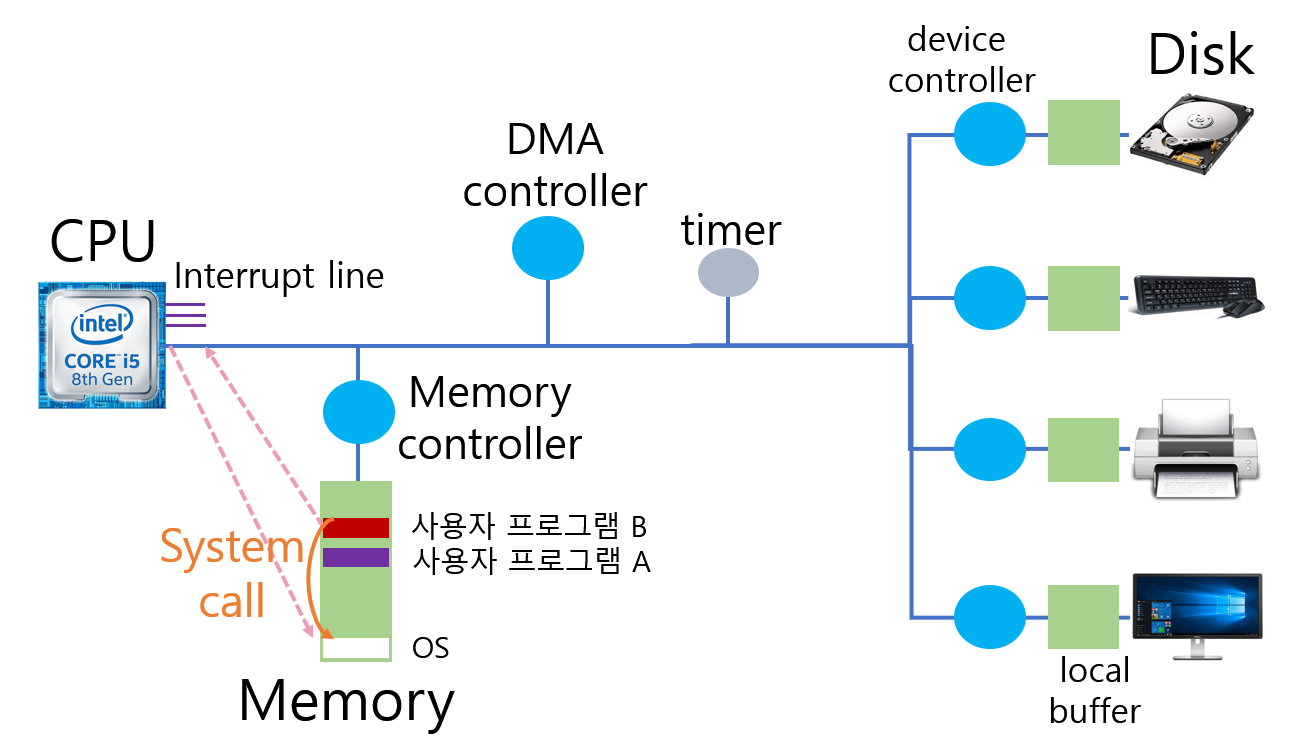 device
controller
Disk
DMA
controller
timer
CPU
Interrupt line
intel
CORE i5
8th Gen
Memory
controller
사용자 프로그램 B
사용자 프로그램 A
System
call
OS
Memory
local
buffer